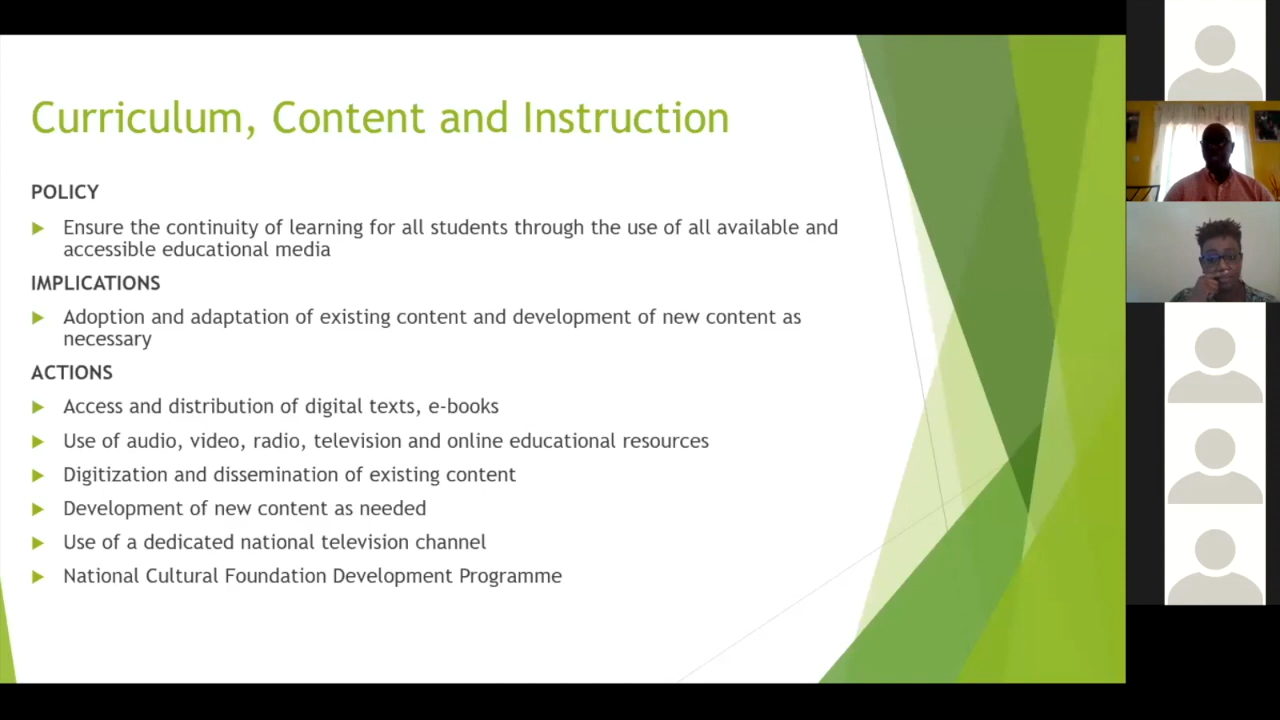 Curriculum, Content and Instruction
POLICY
Ensure the continuity of learning for all students through the use of all available and
accessible educational media
IMPLICATIONS
Adoption and adaptation of existing content and development of new content as
necessary
ACTIONS
Access and distribution of digital texts, e-books
Use of audio, video, radio, television and online educational resources
Digitization and dissemination of existing content
Development of new content as needed
Use of a dedicated national television channel
National Cultural Foundation Development Programme